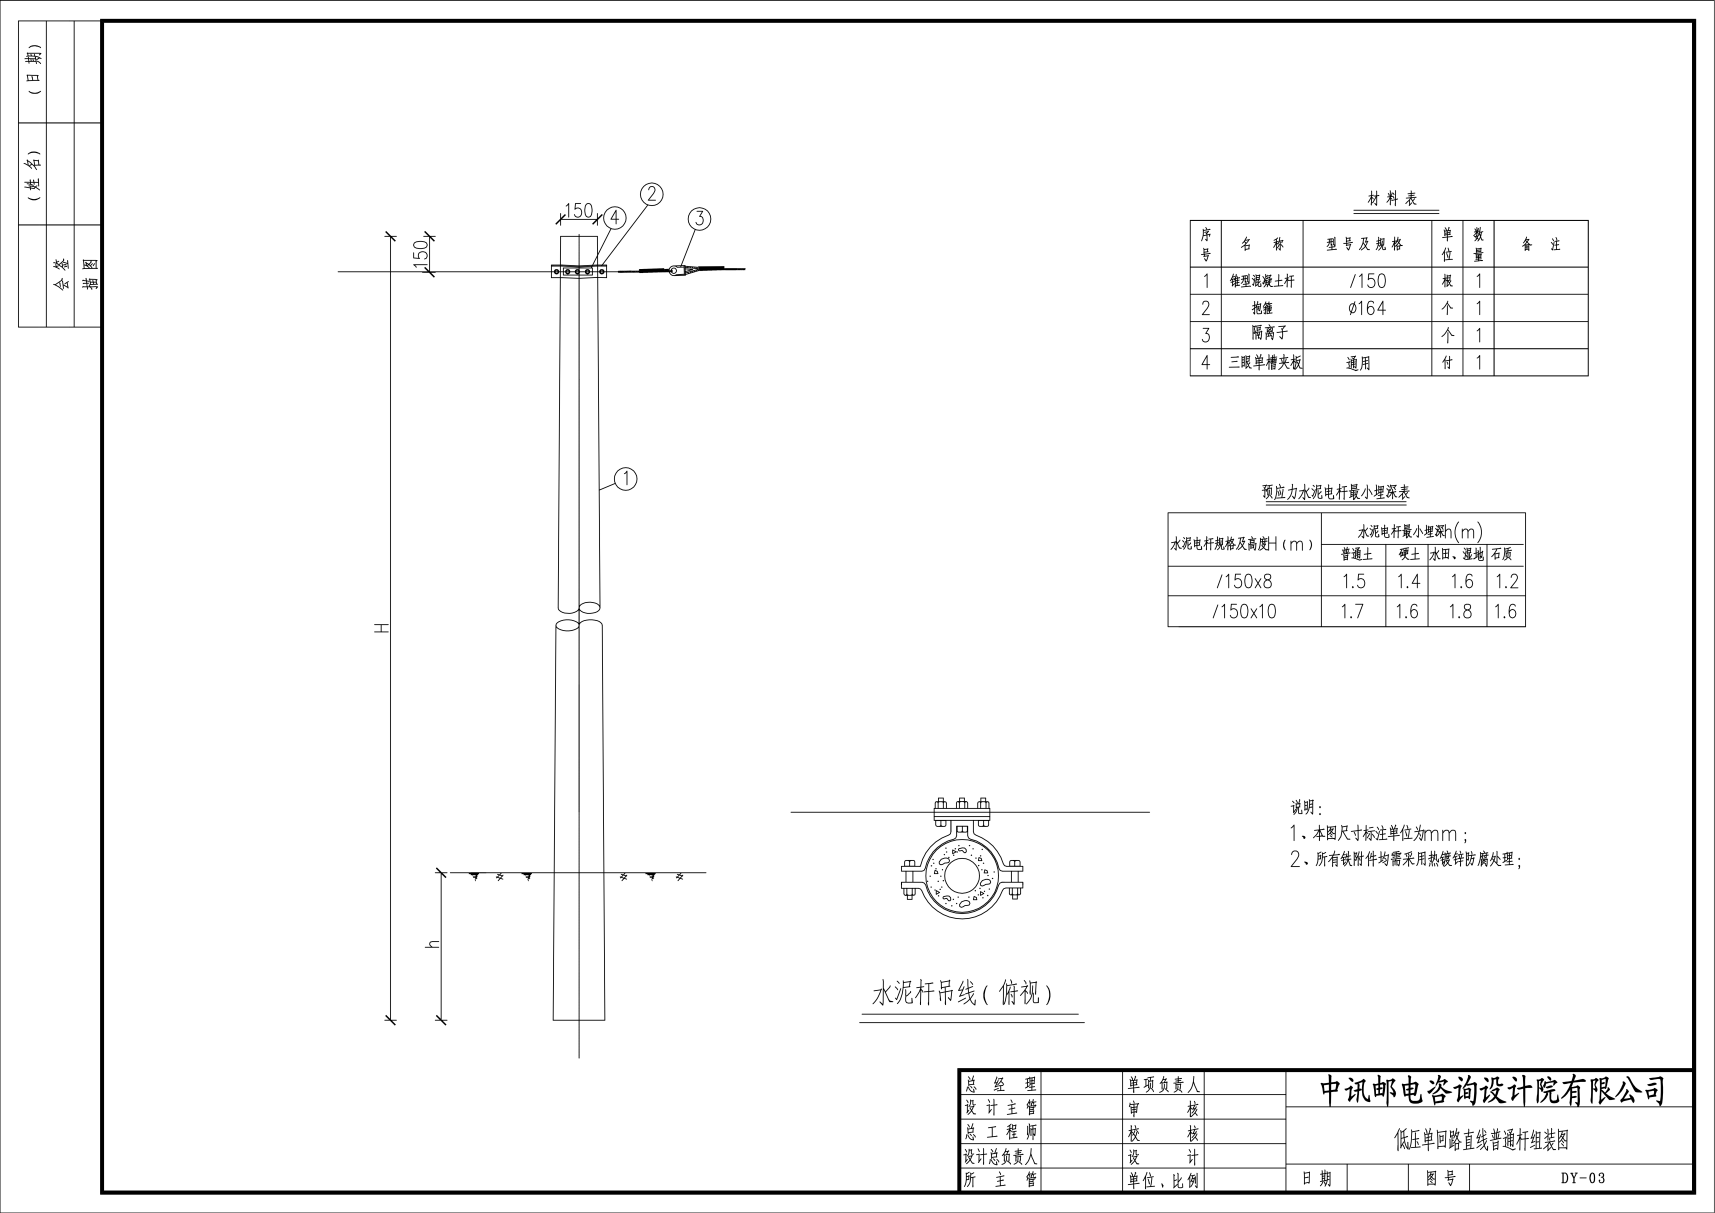 (日 期)
(姓 名)
会 签
描 图
150
150
4
2
3
1
H
h
材 料 表
序号 名 称 型 号 及 规 格 单位 数量 备 注
1 锥型混凝土杆 /150 根 1
2 抱箍 Ø164 个 1
3 隔离子 个 1
4 三眼单槽夹板 通用 付 1
预应力水泥电杆最小埋深表
水泥电杆规格及高度H(m) 水泥电杆最小埋深h(m)
普通土 硬土 水田、湿地 石质
/150x8 1.5 1.4 1.6 1.2
/150x10 1.7 1.6 1.8 1.6
说明:
1、本图尺寸标注单位为mm;
2、所有铁附件均需采用热镀锌防腐处理;
水泥杆吊线(俯视)
总 经 理 单项负责人
设 计 主 管 审 核
总 工 程 师 校 核
设计总负责人 设 计
所 主 管 单位、比例
中讯邮电咨询设计院有限公司
低压单回路直线普通杆组装图
日 期 图 号 DY-03